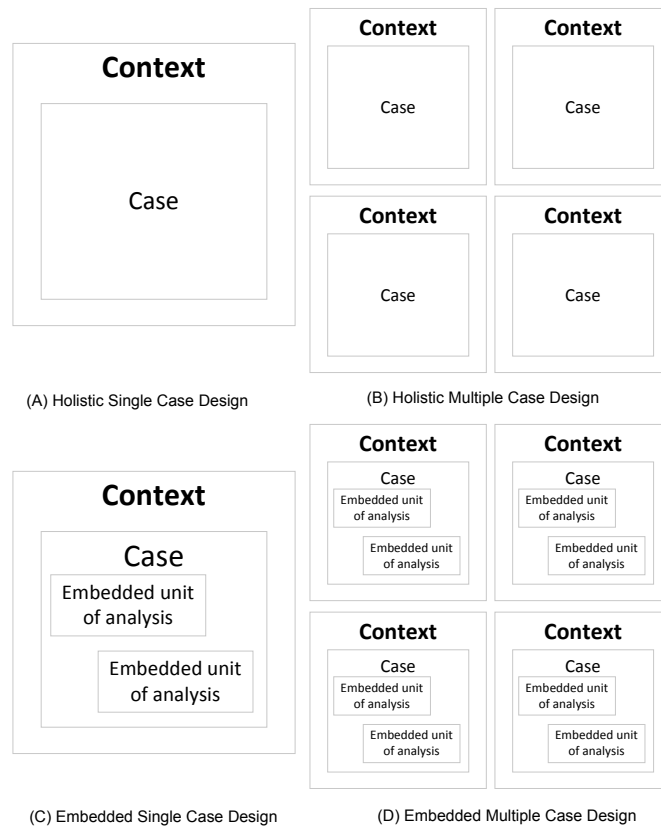 Context
Case
(A) Holistic Single Case Design
Context
Case
Context
Case
Context
Case
Context
Case
(B) Holistic Multiple Case Design
Context
Case
Embedded unit
of analysis
Embedded unit
of analysis
(C) Embedded Single Case Design
Context
Case
Embedded unit
of analysis
Embedded unit
of analysis
Context
Case
Embedded unit
of analysis
Embedded unit
of analysis
Context
Case
Embedded unit
of analysis
Embedded unit
of analysis
Context
Case
Embedded unit
of analysis
Embedded unit
of analysis
(D) Embedded Multiple Case Design